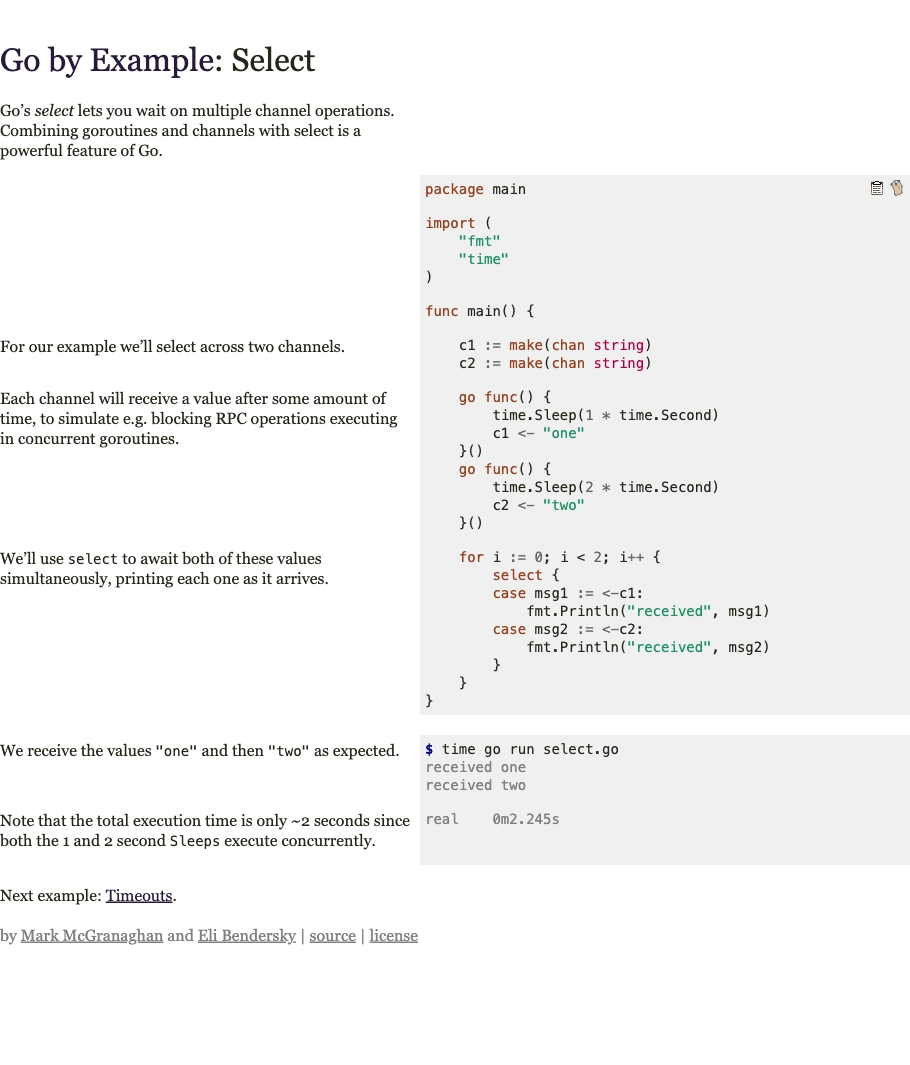 Go by Example: Select
Go’s select lets you wait on multiple channel operations.
Combining goroutines and channels with select is a
powerful feature of Go.
package main
import (
    "fmt"
    "time"
)
func main() {
For our example we’ll select across two channels.
    c1 := make(chan string)
    c2 := make(chan string)
Each channel will receive a value after some amount of
time, to simulate e.g. blocking RPC operations executing
in concurrent goroutines.
    go func() {
        time.Sleep(1 * time.Second)
        c1 <- "one"
    }()
    go func() {
        time.Sleep(2 * time.Second)
        c2 <- "two"
    }()
We’ll use select to await both of these values
simultaneously, printing each one as it arrives.
    for i := 0; i < 2; i++ {
        select {
        case msg1 := <-c1:
            fmt.Println("received", msg1)
        case msg2 := <-c2:
            fmt.Println("received", msg2)
        }
    }
}
We receive the values "one" and then "two" as expected.
$ time go run select.go
received one
received two
Note that the total execution time is only ~2 seconds since
both the 1 and 2 second Sleeps execute concurrently.
real    0m2.245s
Next example: Timeouts.
by Mark McGranaghan and Eli Bendersky | source | license